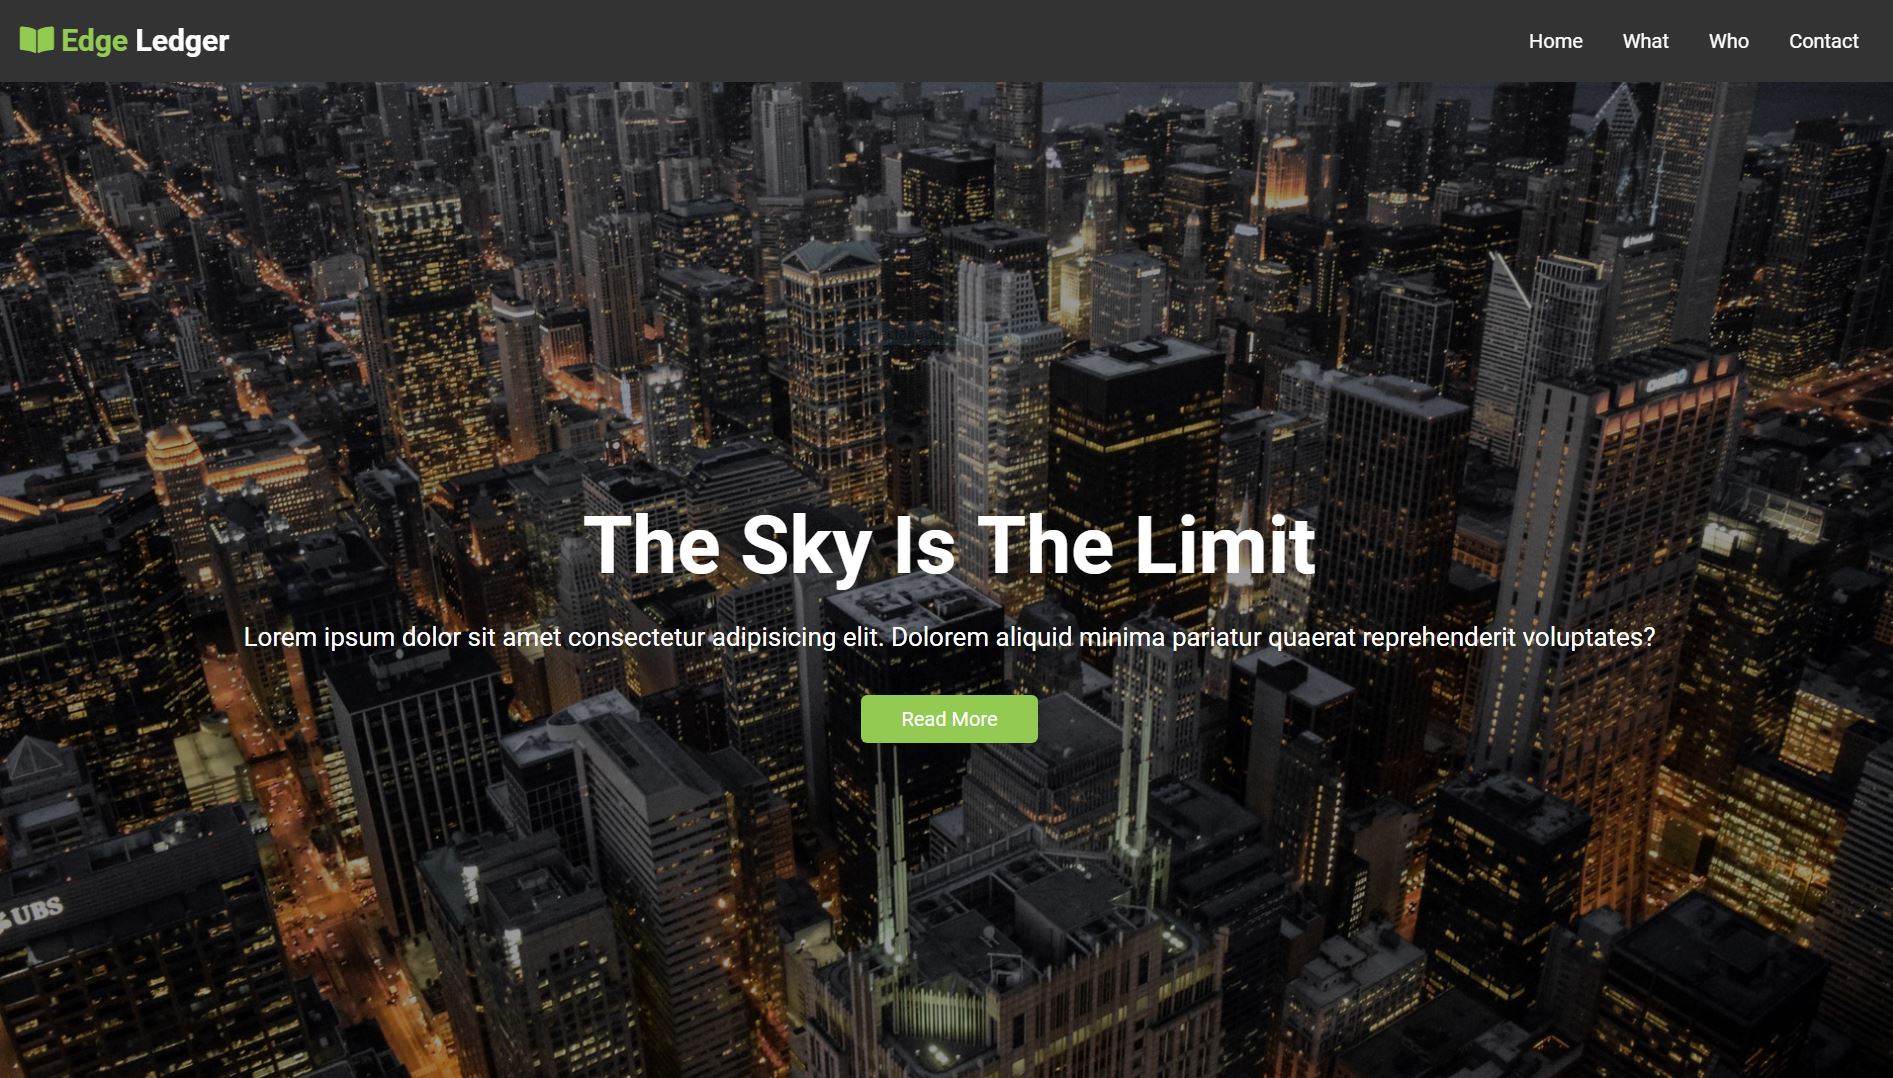 Edge Ledger
Home What Who Contact
The Sky Is The Limit
Lorem ipsum dolor sit amet consectetur adipisicing elit. Dolorem aliquid minima pariatur quaerat reprehenderit voluptates?
Read More
UBS